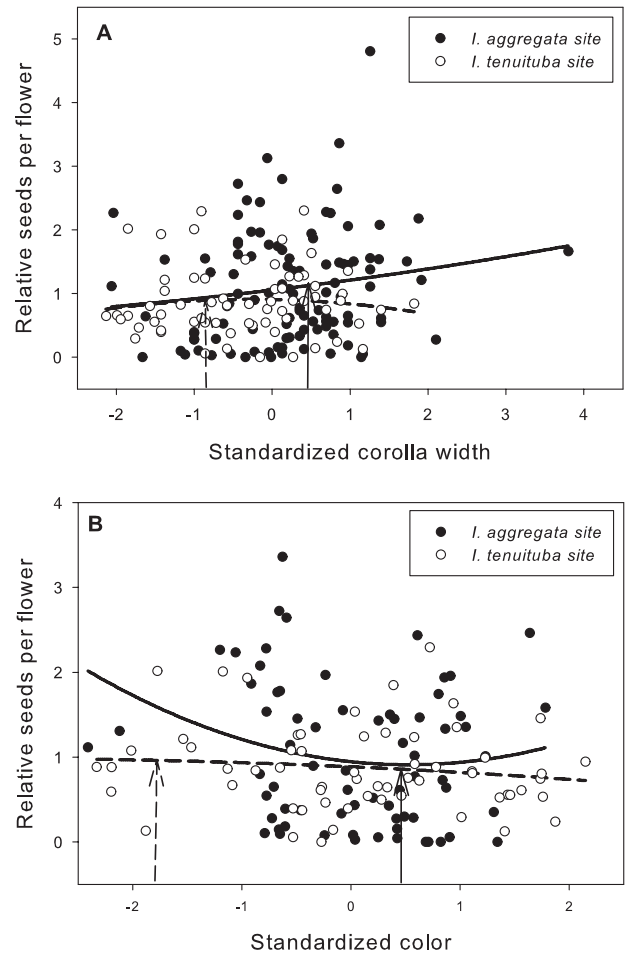 A
I. aggregata site
I. tenuituba site
Relative seeds per flower
5
4
3
2
1
0
-2 -1 0 1 2 3 4
Standardized corolla width
B
I. aggregata site
I. tenuituba site
Relative seeds per flower
4
3
2
1
0
-2 -1 0 1 2
Standardized color